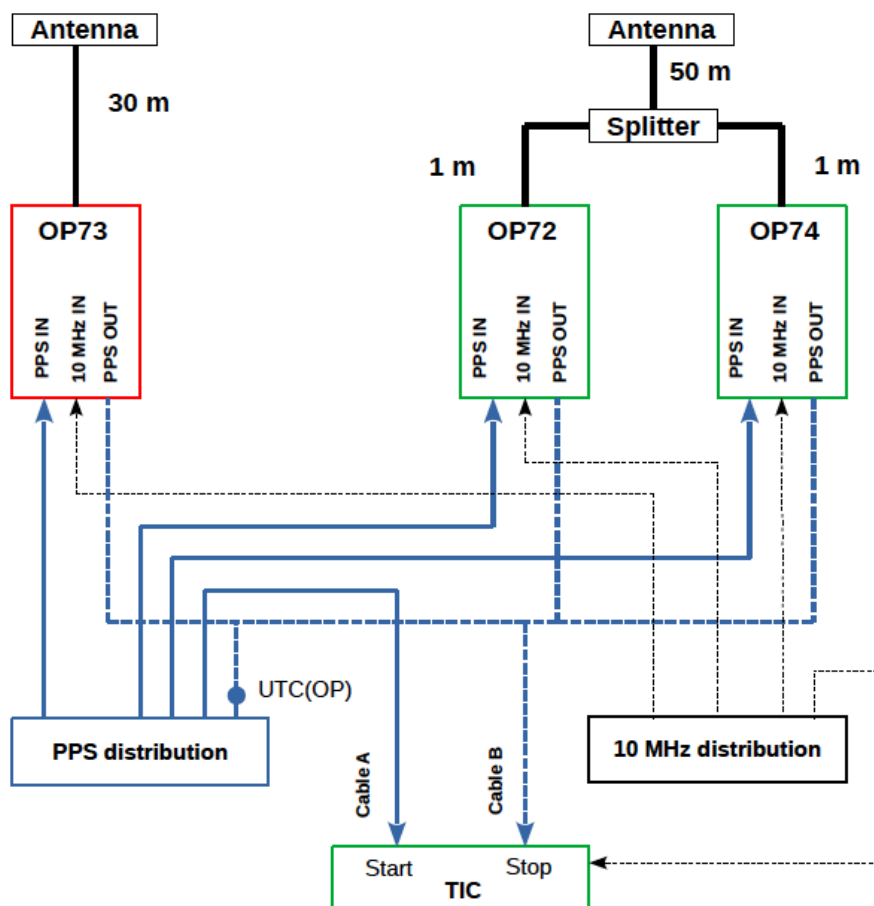 Antenna
Antenna
30 m
50 m
Splitter
1 m
1 m
OP73
OP72
OP74
PPS IN
10 MHz IN
PPS OUT
PPS IN
10 MHz IN
PPS OUT
PPS IN
10 MHz IN
PPS OUT
UTC(OP)
PPS distribution
10 MHz distribution
Cable A
Cable B
Start
Stop
TIC